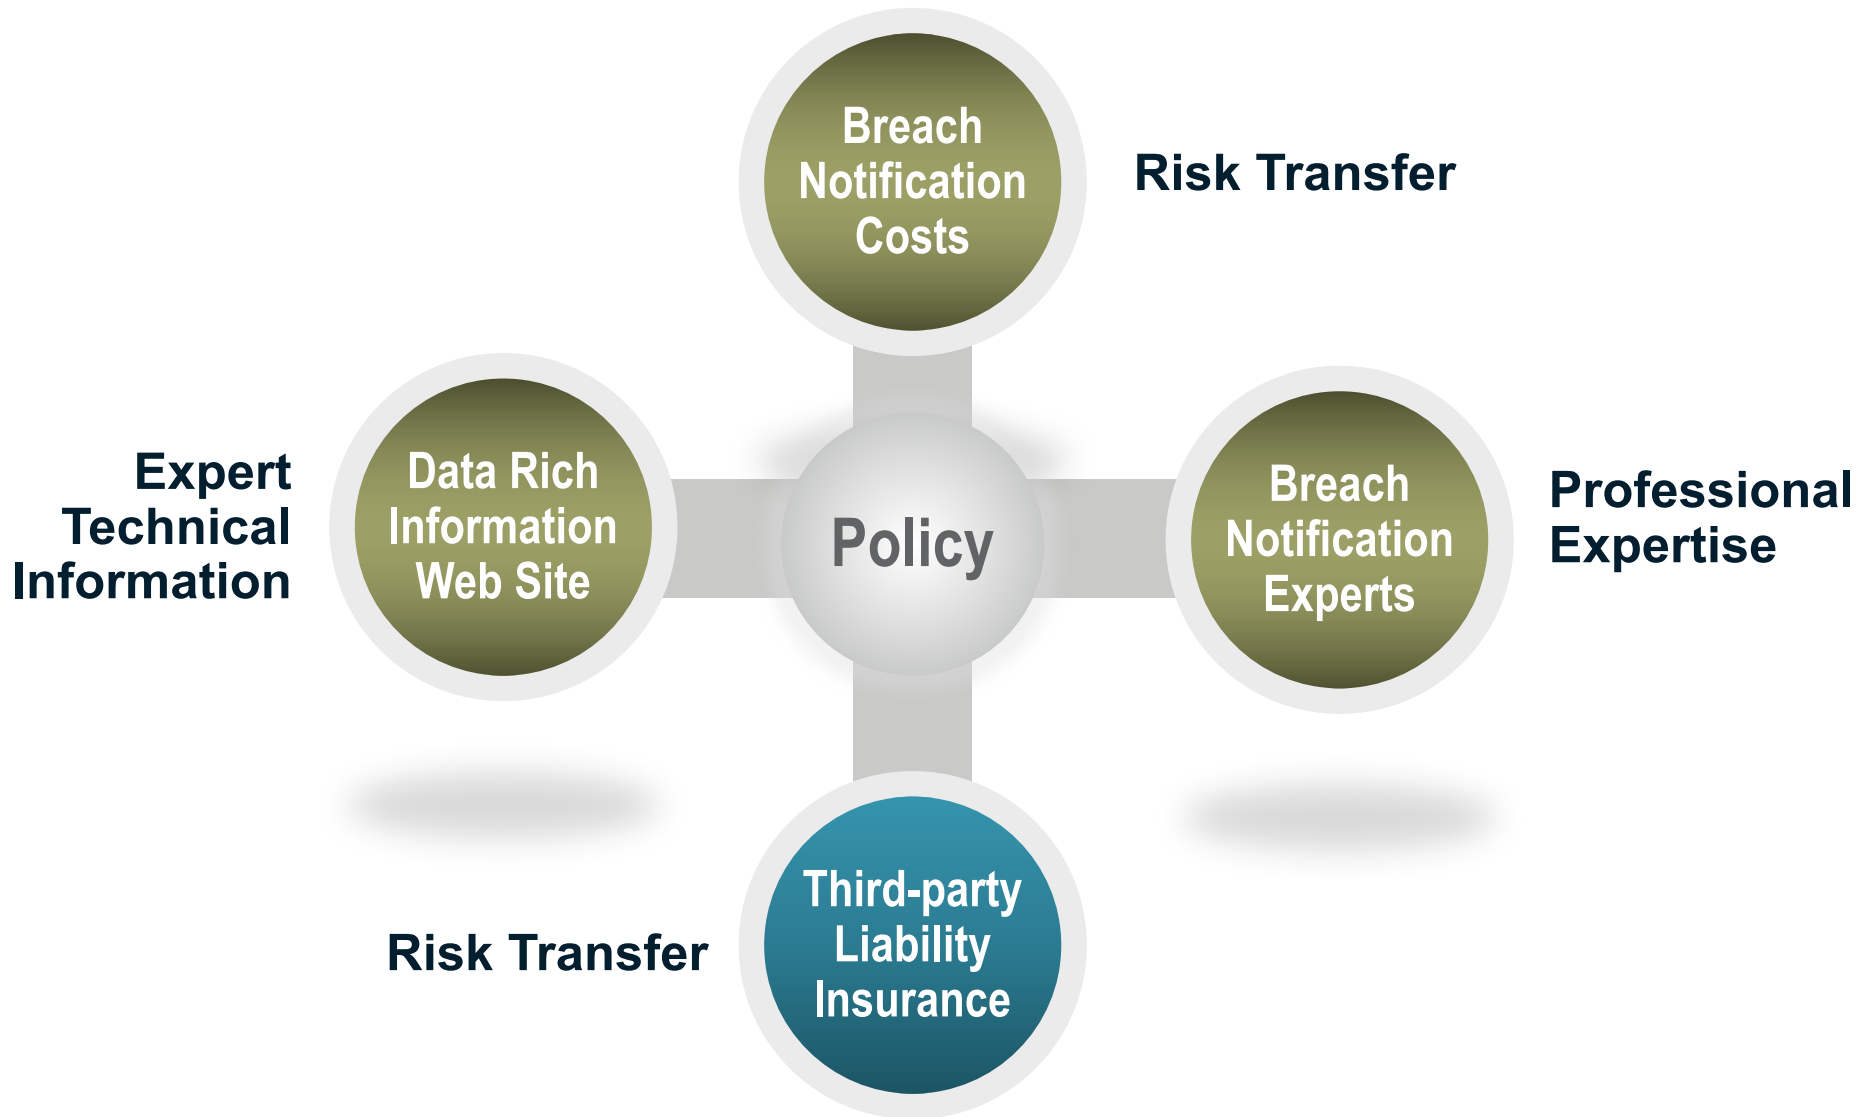 Breach
Notification
Costs
Risk Transfer
Expert
Technical
Information
Data Rich
Information
Web Site
Policy
Breach
Notification
Experts
Professional
Expertise
Risk Transfer
Third-party
Liability
Insurance